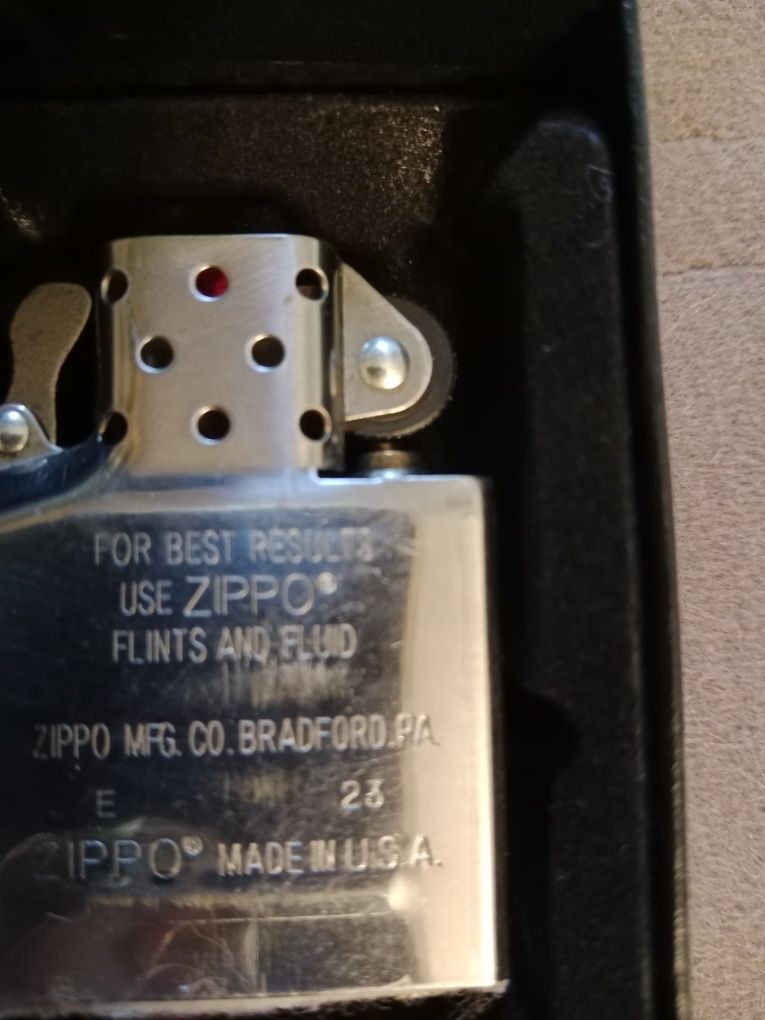 FOR BEST RESULTS
USE ZIPPO®
FLINTS AND FLUID
ZIPPO MFG. CO. BRADFORD. PA
E 23
ZIPPO® MADE IN U.S.A.